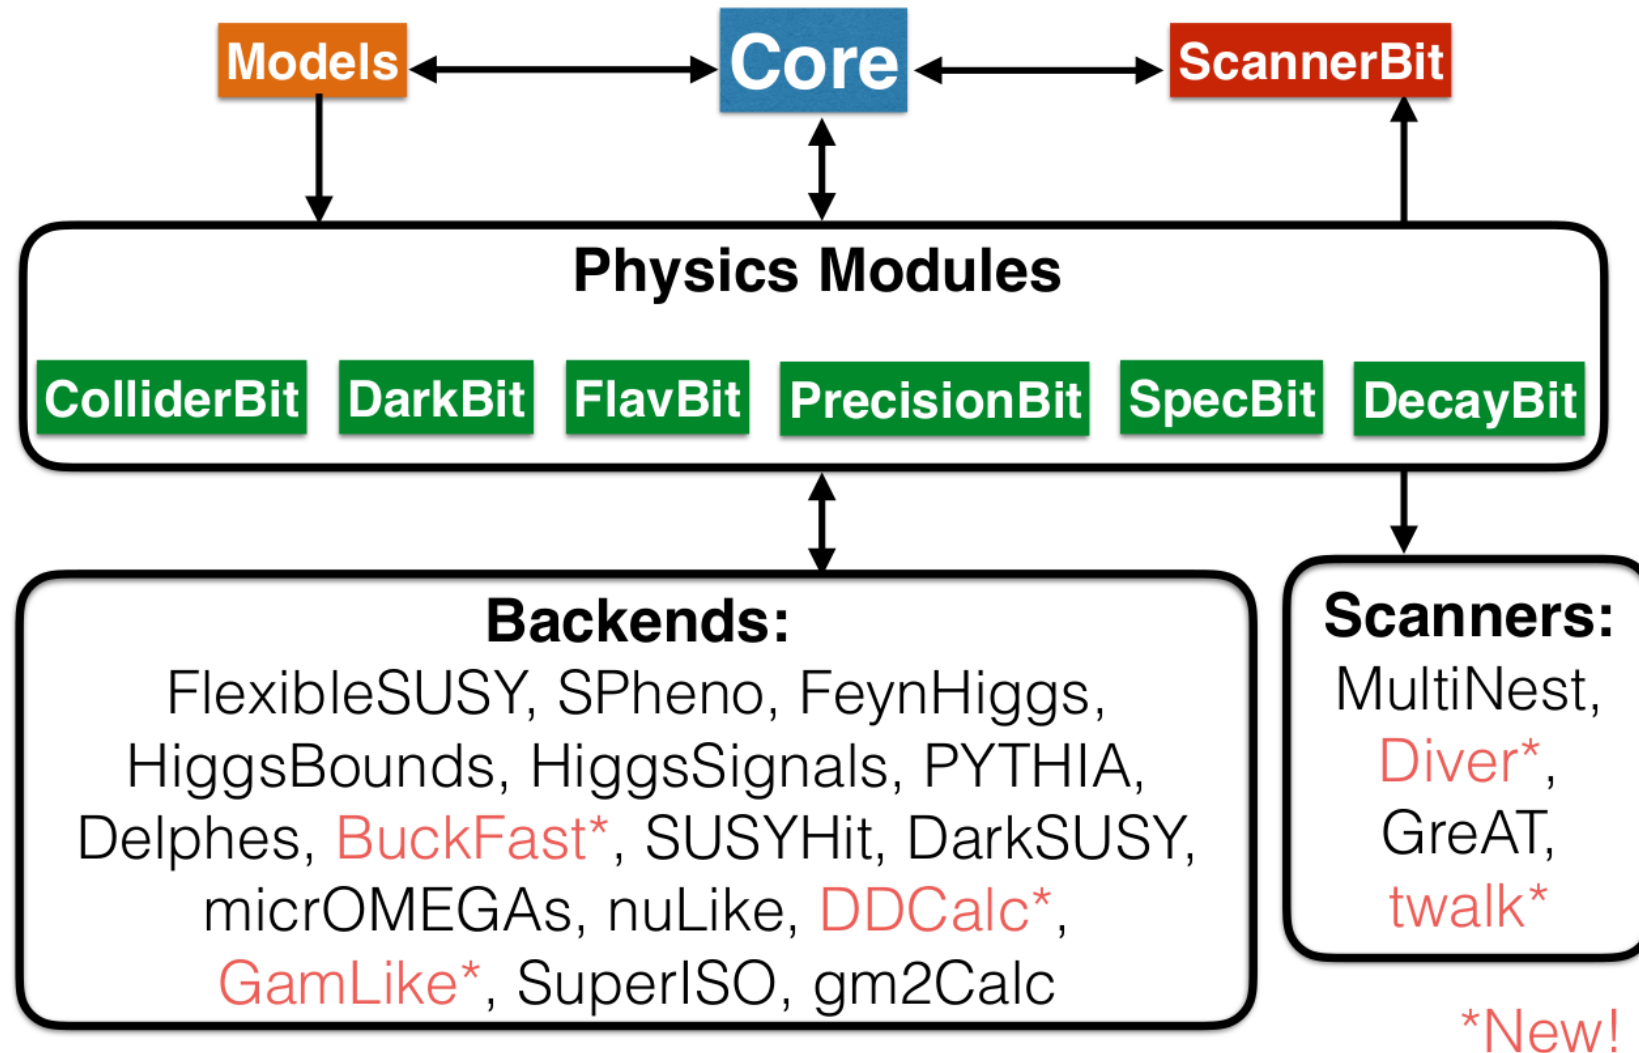 Models
Core
ScannerBit
Physics Modules
ColliderBit
DarkBit
FlavBit
PrecisionBit
SpecBit
DecayBit
Backends:
FlexibleSUSY, SPheno, FeynHiggs,
HiggsBounds, HiggsSignals, PYTHIA,
Delphes, BuckFast*, SUSYHit, DarkSUSY,
micrOMEGAs, nuLike, DDCalc*,
GamLike*, SuperISO, gm2Calc
Scanners:
MultiNest,
Diver*,
GreAT,
twalk*
*New!